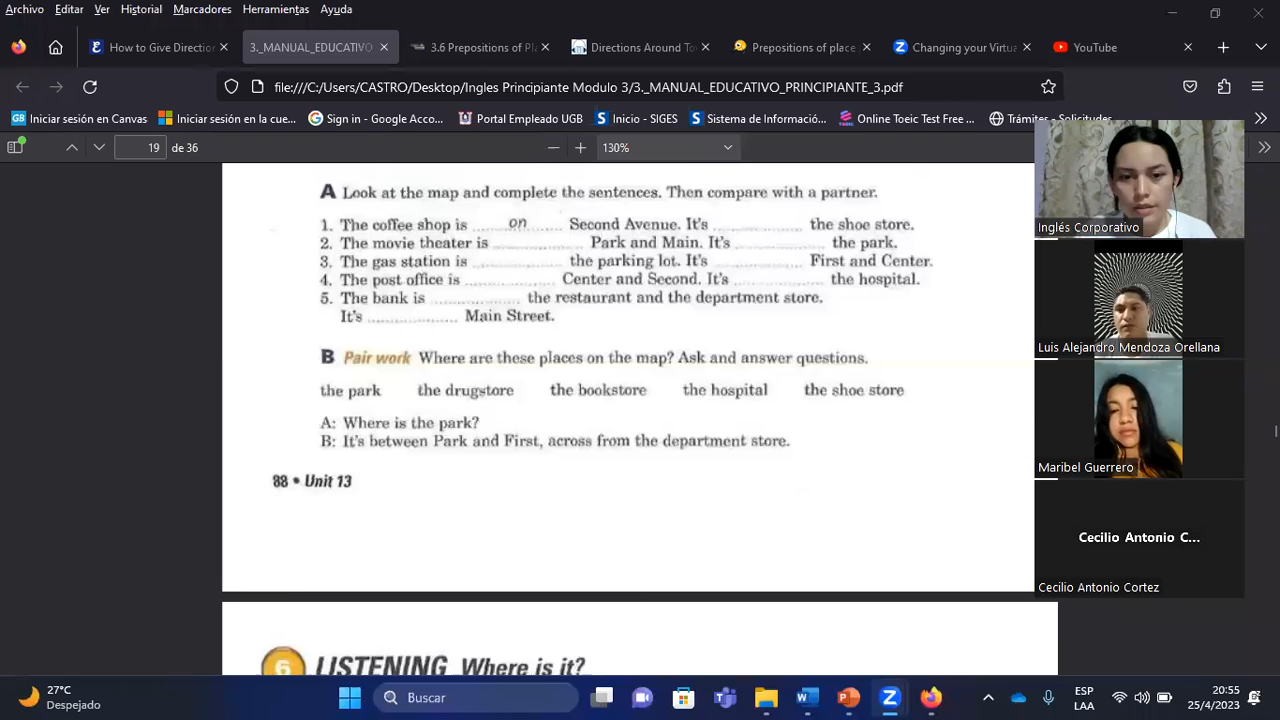 Archivo Editar Ver Historial Marcadores Herramientas Ayuda
How to Give Direction
3._MANUAL_EDUCATIVO
3.6 Prepositions of Pl
Directions Around To
Prepositions of place
Changing your Virtua
YouTube
file:///C:/Users/CASTRO/Desktop/Ingles Principiante Modulo 3/3._MANUAL_EDUCATIVO_PRINCIPIANTE_3.pdf
GB Iniciar sesión en Canvas
Iniciar sesión en la cue...
Sign in - Google Acco...
Portal Empleado UGB
S Inicio - SIGES
S Sistema de Informació...
Online Toeic Test Free ...
Trámites - Solicitudes
19 de 36
130%
A Look at the map and complete the sentences. Then compare with a partner.
1. The coffee shop is ....on.... Second Avenue. It's .................. the shoe store.
2. The movie theater is .................. Park and Main. It's .................. the park.
3. The gas station is .................. the parking lot. It's .................. First and Center.
4. The post office is .................. Center and Second. It's .................. the hospital.
5. The bank is .................. the restaurant and the department store.
It's .................. Main Street.
B Pair work Where are these places on the map? Ask and answer questions.
the park the drugstore the bookstore the hospital the shoe store
A: Where is the park?
B: It's between Park and First, across from the department store.
88 • Unit 13
6 LISTENING Where is it?
Inglés Corporativo
Luis Alejandro Mendoza Orellana
Maribel Guerrero
Cecilio Antonio C...
Cecilio Antonio Cortez
27°C
Despejado
Buscar
ESP
LAA
20:55
25/4/2023